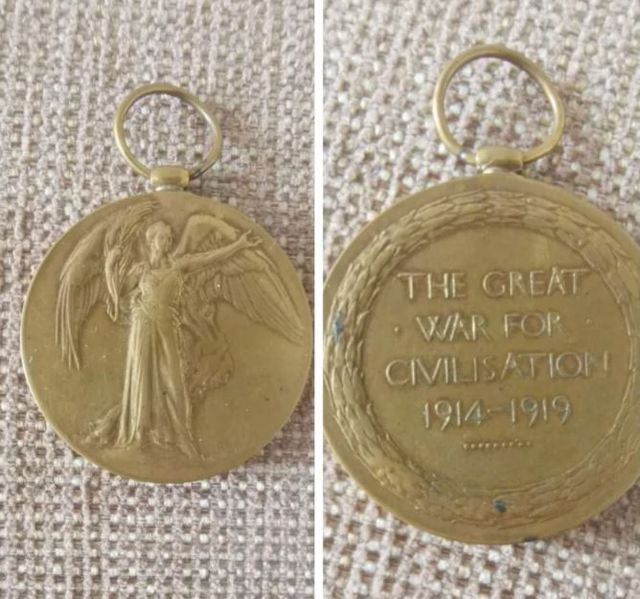 THE GREAT
· WAR FOR ·
CIVILISATION
1914-1919